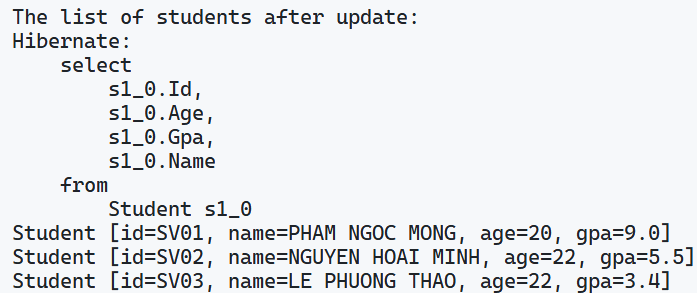 The list of students after update:
Hibernate:
    select
        s1_0.Id,
        s1_0.Age,
        s1_0.Gpa,
        s1_0.Name
    from
        Student s1_0
Student [id=SV01, name=PHAM NGOC MONG, age=20, gpa=9.0]
Student [id=SV02, name=NGUYEN HOAI MINH, age=22, gpa=5.5]
Student [id=SV03, name=LE PHUONG THAO, age=22, gpa=3.4]